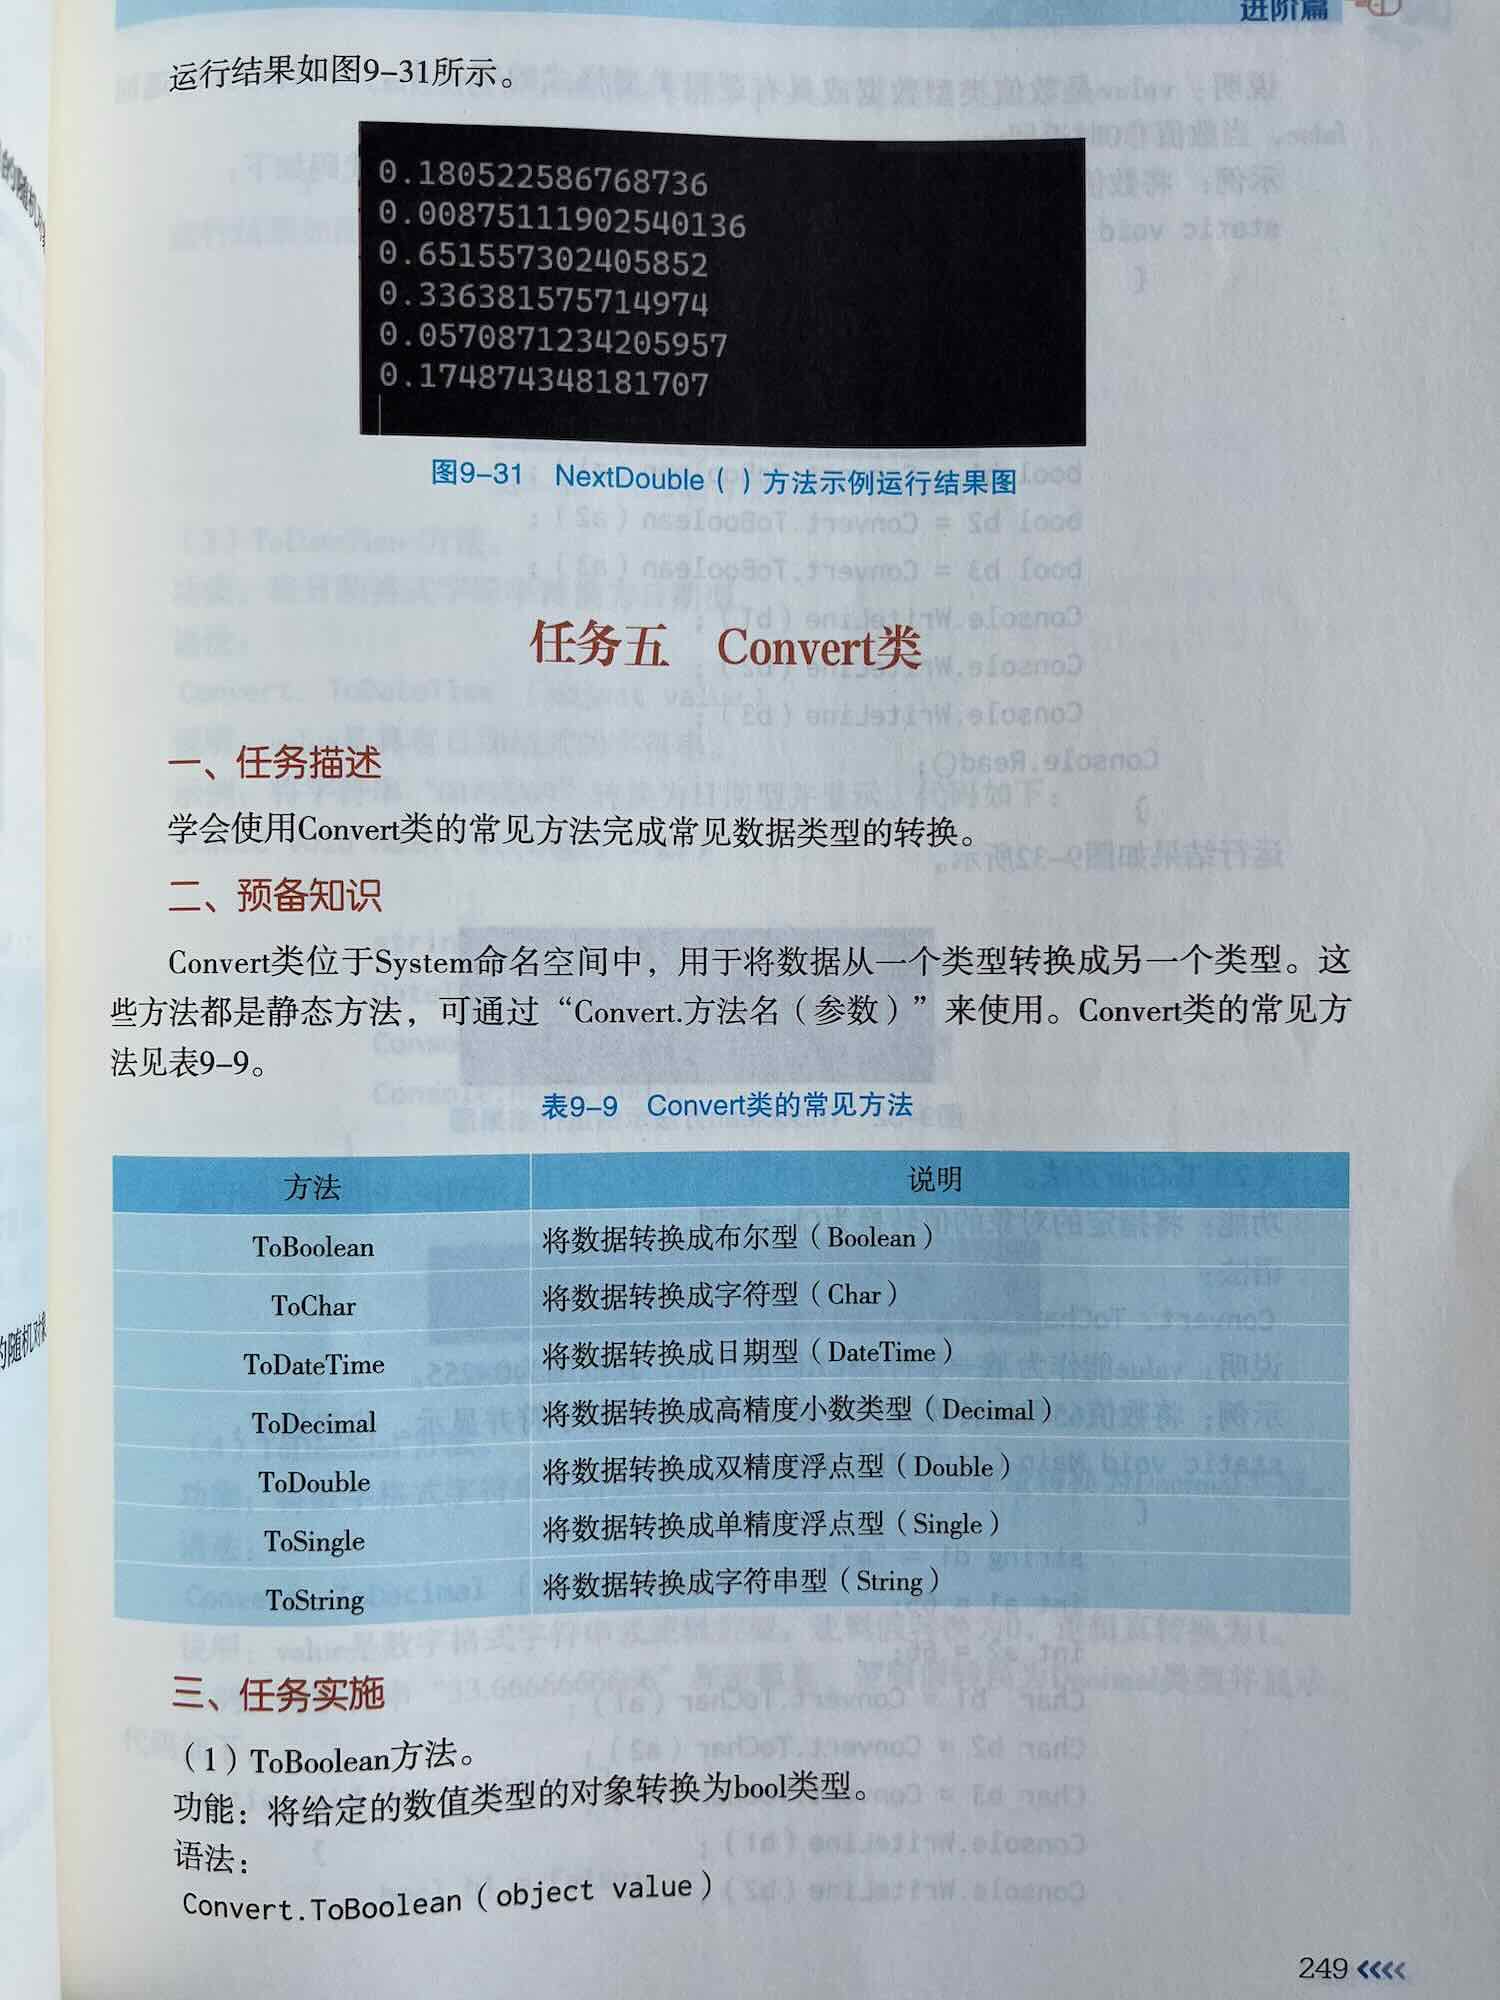 进阶篇
运行结果如图9-31所示。
0.180522586768736
0.00875111902540136
0.651557302405852
0.336381575714974
0.0570871234205957
0.174874348181707
图9-31 NextDouble（）方法示例运行结果图
任务五 Convert类
一、任务描述
学会使用Convert类的常见方法完成常见数据类型的转换。
二、预备知识
Convert类位于System命名空间中，用于将数据从一个类型转换成另一个类型。这
些方法都是静态方法，可通过“Convert.方法名（参数）”来使用。Convert类的常见方
法见表9-9。
表9-9 Convert类的常见方法
方法 说明
ToBoolean 将数据转换成布尔型（Boolean）
ToChar 将数据转换成字符型（Char）
ToDateTime 将数据转换成日期型（DateTime）
ToDecimal 将数据转换成高精度小数类型（Decimal）
ToDouble 将数据转换成双精度浮点型（Double）
ToSingle 将数据转换成单精度浮点型（Single）
ToString 将数据转换成字符串型（String）
三、任务实施
（1）ToBoolean方法。
功能：将给定的数值类型的对象转换为bool类型。
语法：
Convert.ToBoolean（object value）
249